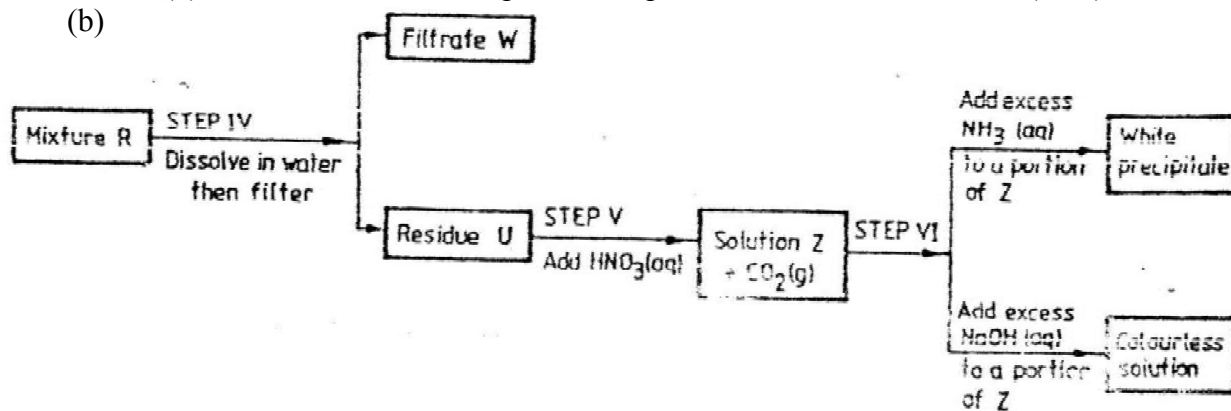 (b)
Filtrate W
Mixture R
STEP IV
Dissolve in water
then filter
Residue U
STEP V
Add HNO3(aq)
Solution Z
+ CO2(g)
STEP VI
Add excess
NH3 (aq)
to a portion
of Z
White
precipitate
Add excess
NaOH (aq)
to a portion
of Z
Colourless
solution